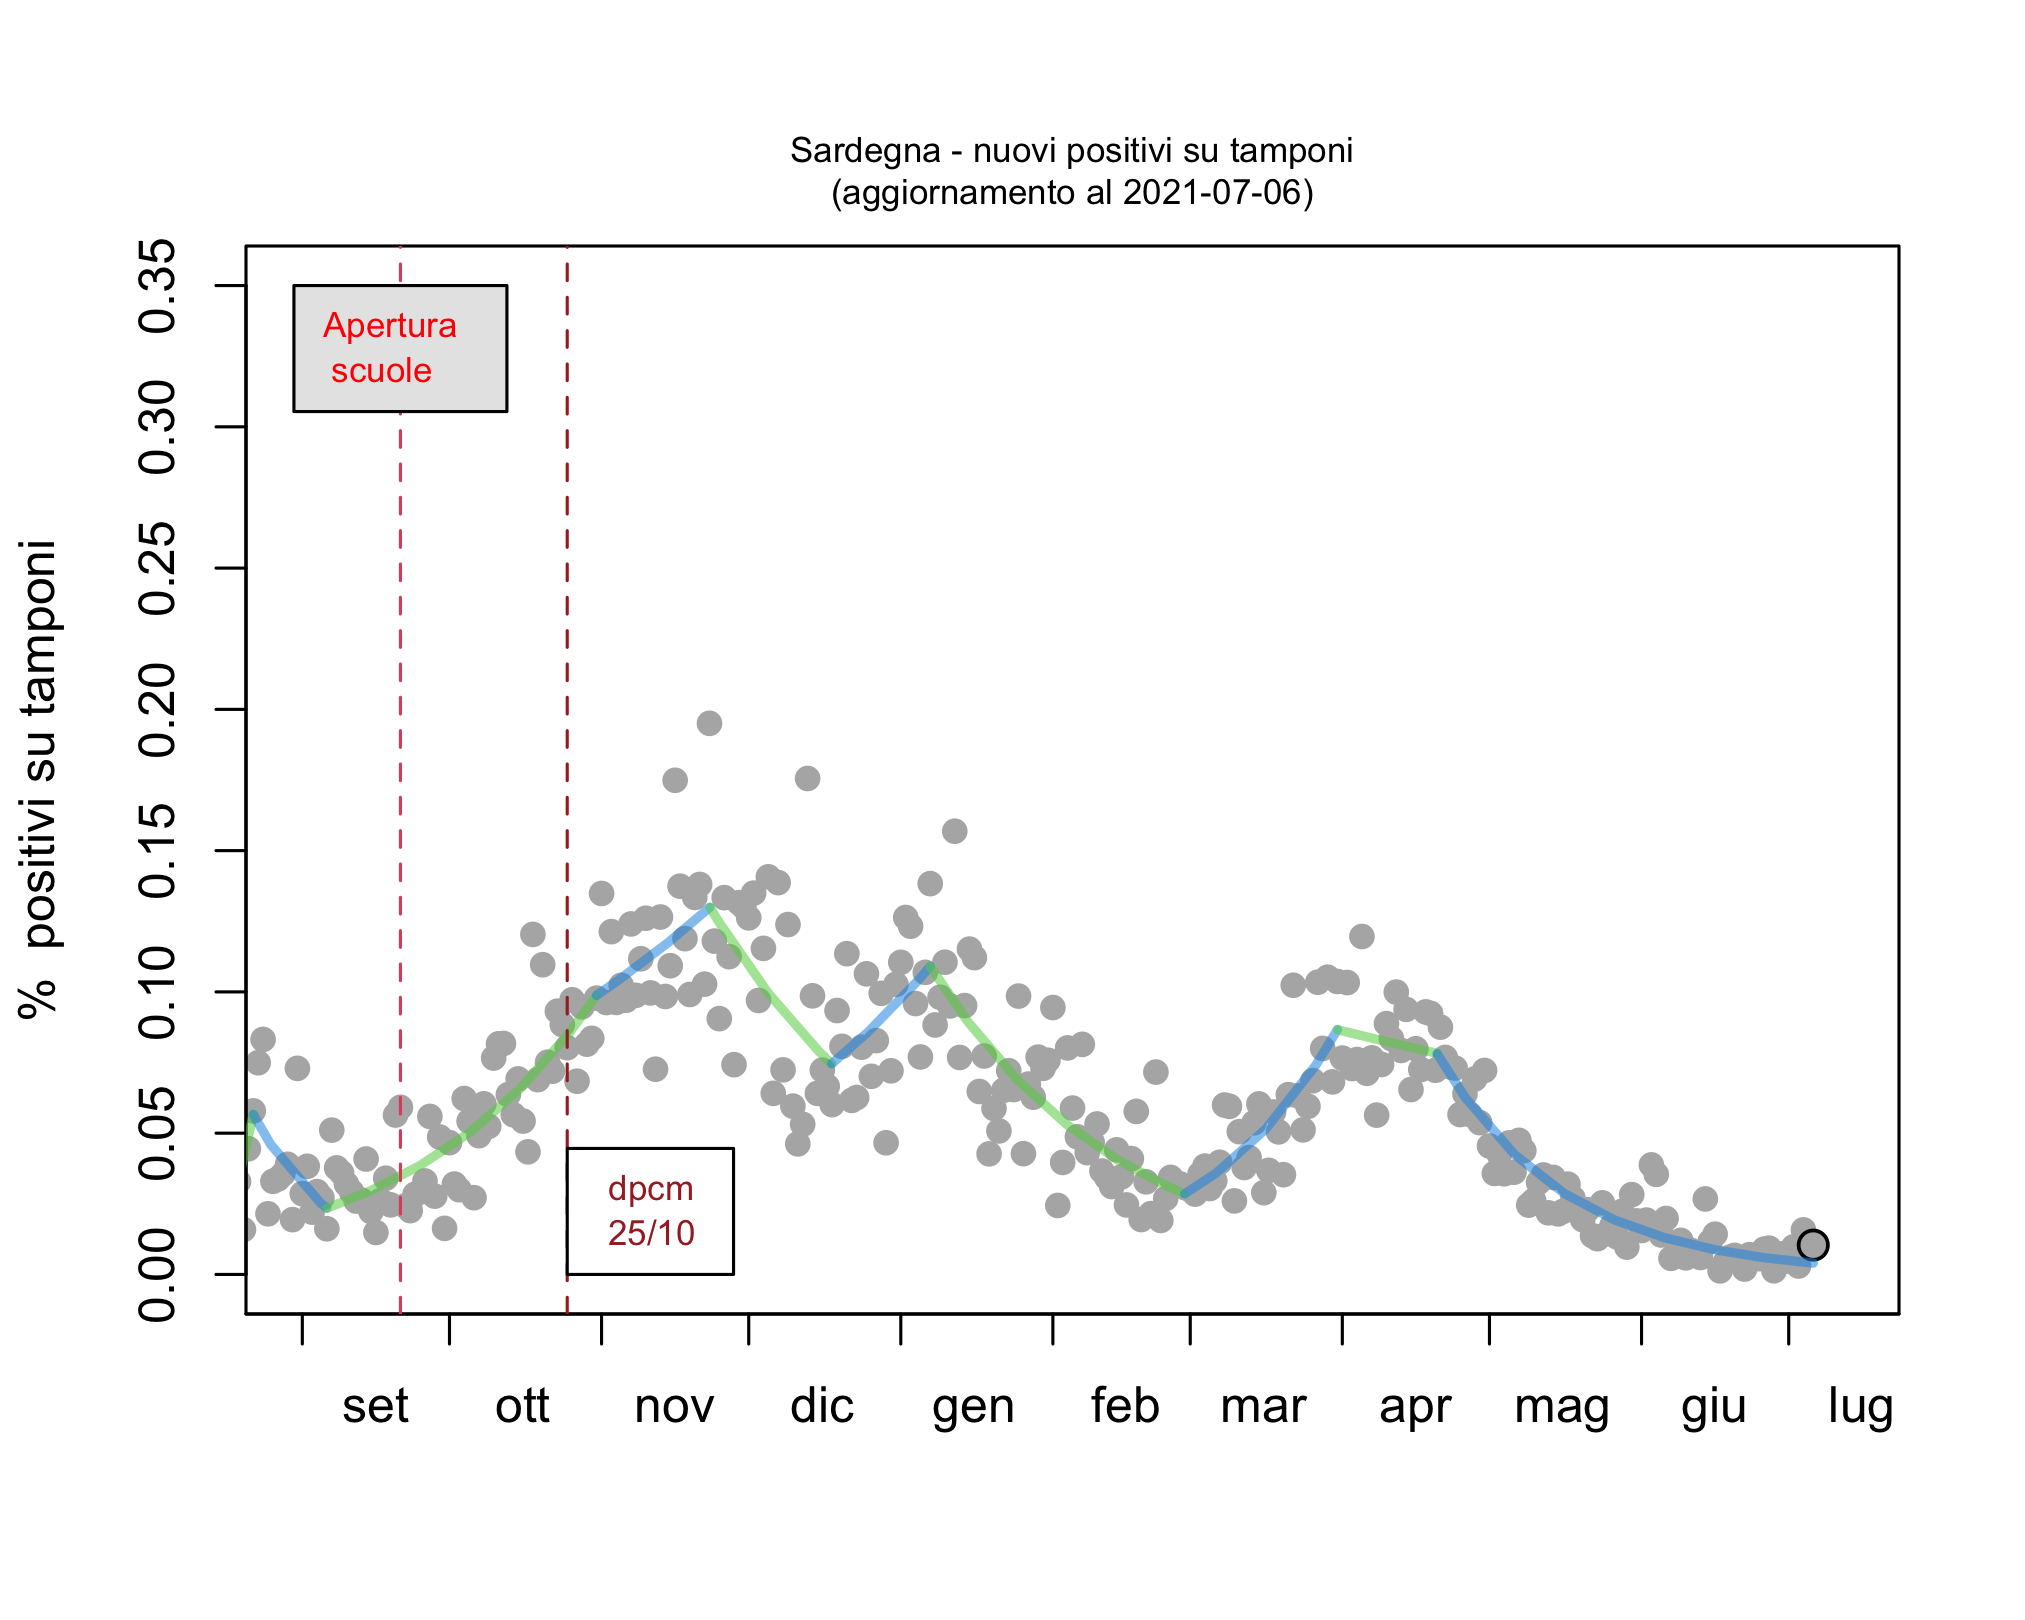 Sardegna - nuovi positivi su tamponi
(aggiornamento al 2021-07-06)
% positivi su tamponi
0.35
0.30
0.25
0.20
0.15
0.10
0.05
0.00
Apertura
scuole
dpcm
25/10
set ott nov dic gen feb mar apr mag giu lug